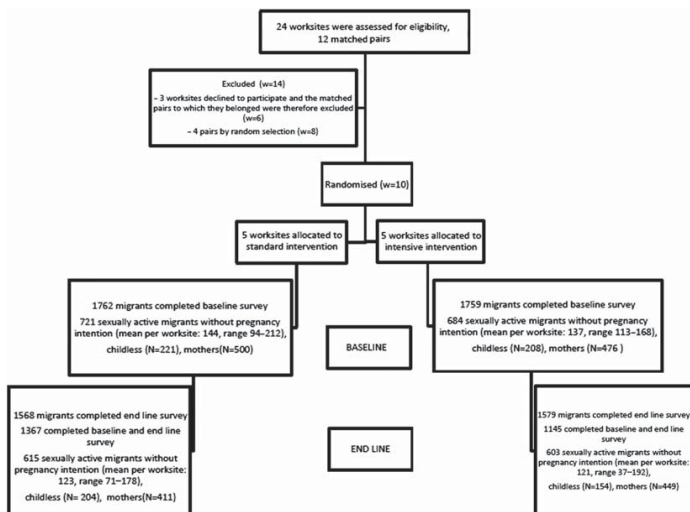 24 worksites were assessed for eligibility,
12 matched pairs
Excluded (w=14)
– 3 worksites declined to participate and the matched
pairs to which they belonged were therefore excluded
(w=6)
– 4 pairs by random selection (w=8)
Randomised (w=10)
5 worksites allocated to
standard intervention
5 worksites allocated to
intensive intervention
1762 migrants completed baseline survey
721 sexually active migrants without pregnancy
intention (mean per worksite: 144, range 94–212),
childless (N=221), mothers(N=500)
1759 migrants completed baseline survey
684 sexually active migrants without pregnancy
intention (mean per worksite: 137, range 113–168),
childless (N=208), mothers (N=476 )
BASELINE
1568 migrants completed end line survey
1367 completed baseline and end line
survey
615 sexually active migrants without
pregnancy intention (mean per worksite:
123, range 71–178),
childless (N= 204), mothers(N=411)
END LINE
1579 migrants completed end line survey
1145 completed baseline and end line
survey
603 sexually active migrants without
pregnancy intention (mean per worksite:
121, range 37–192),
childless (N=154), mothers (N=449)